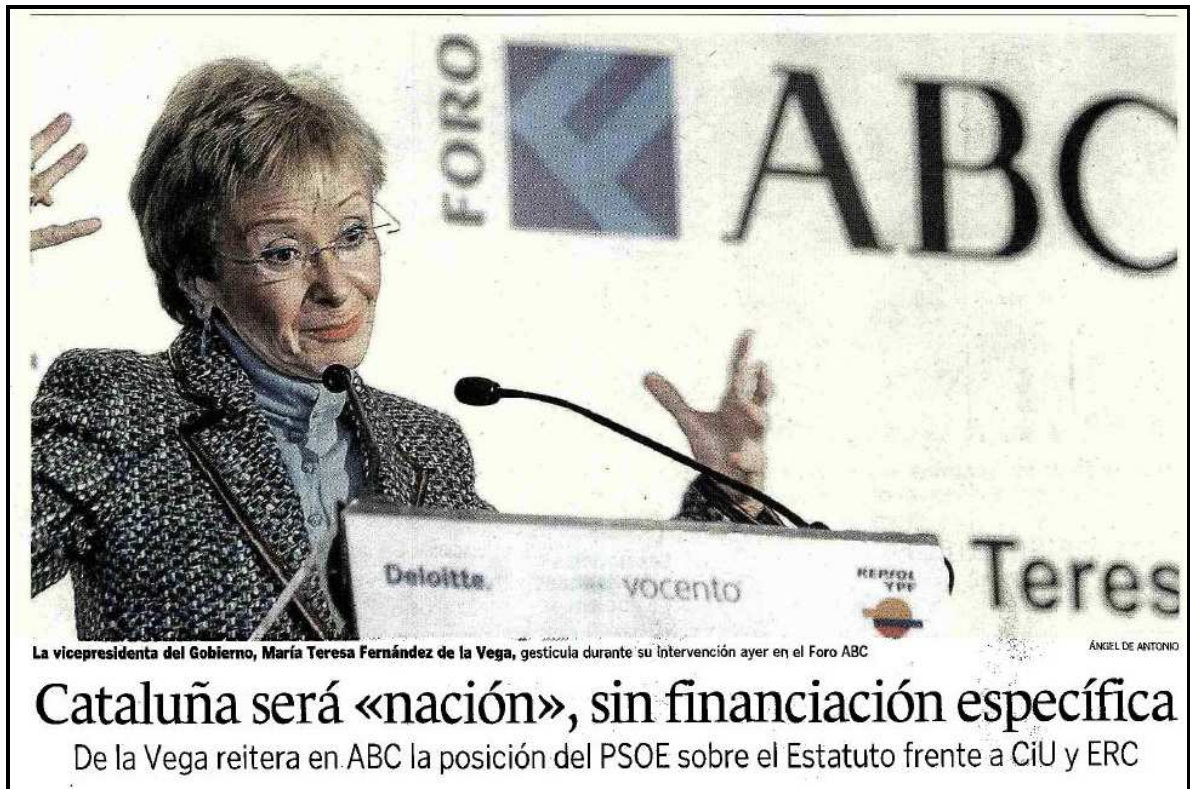 FORO
ABC
Deloitte.
vocento
REPSOL
YPF
Teres
La vicepresidenta del Gobierno, María Teresa Fernández de la Vega, gesticula durante su intervención ayer en el Foro ABC
ÁNGEL DE ANTONIO
Cataluña será «nación», sin financiación específica
De la Vega reitera en ABC la posición del PSOE sobre el Estatuto frente a CiU y ERC